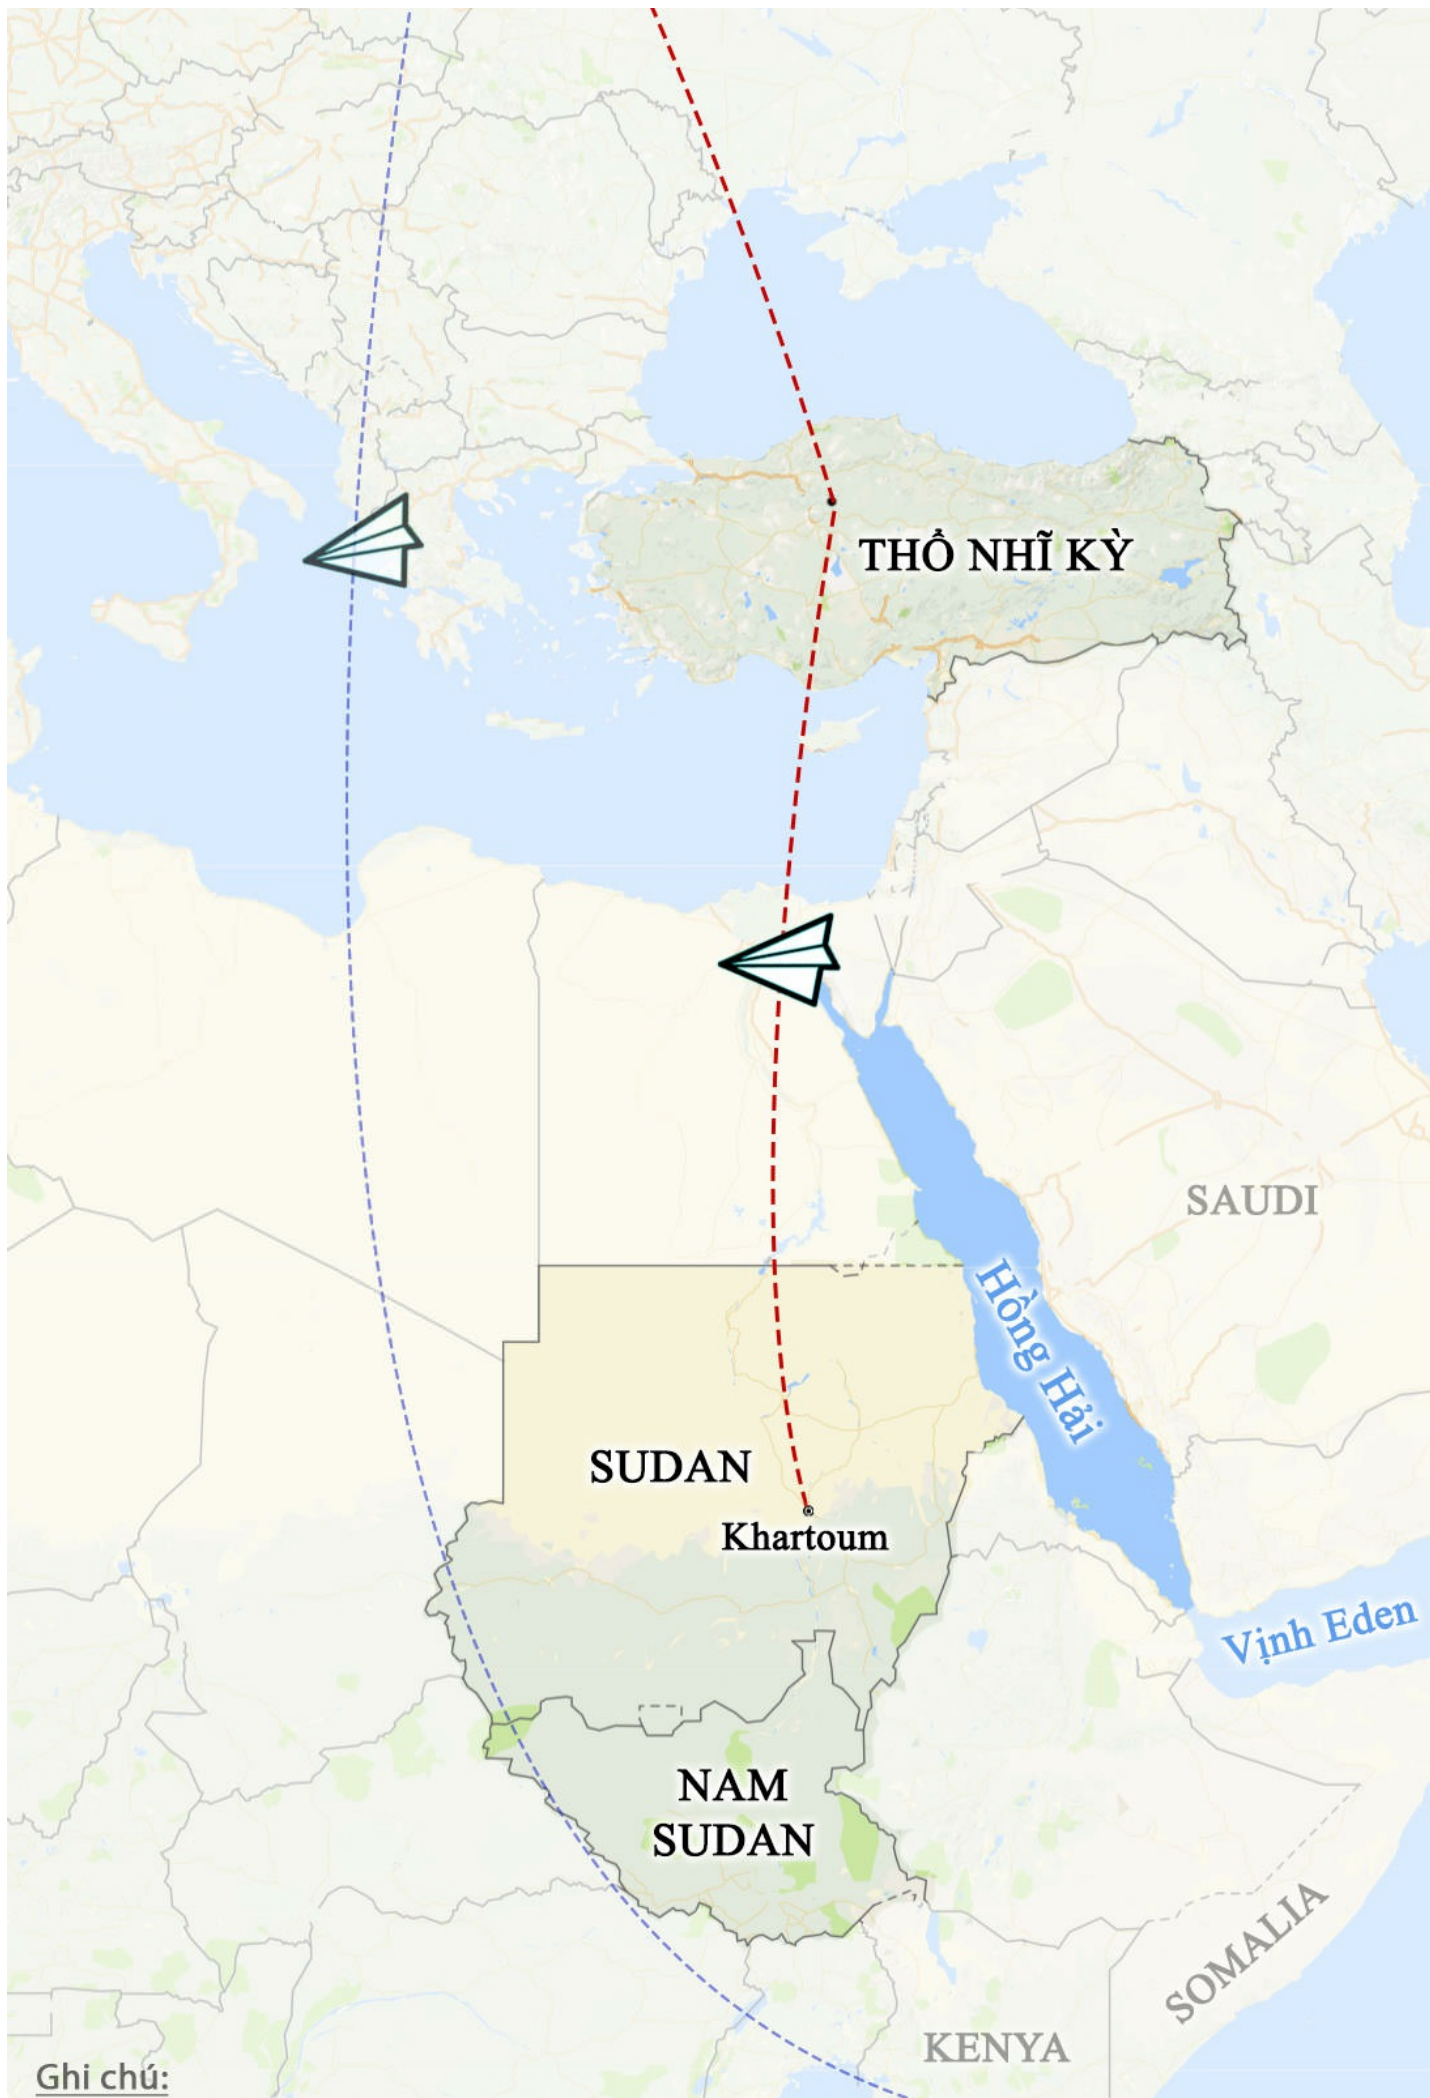 THỔ NHĨ KỲ
SAUDI
Hồng Hải
SUDAN
Khartoum
Vịnh Eden
NAM
SUDAN
SOMALIA
KENYA
Ghi chú: